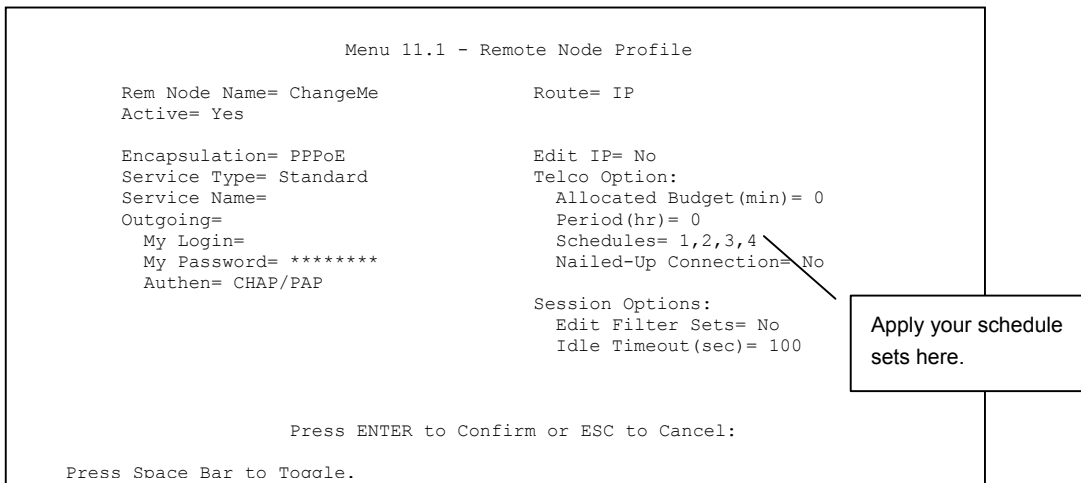 Menu 11.1 - Remote Node Profile
Rem Node Name= ChangeMe Route= IP
Active= Yes
Encapsulation= PPPoE Edit IP= No
Service Type= Standard Telco Option:
Service Name= Allocated Budget(min)= 0
Outgoing= Period(hr)= 0
My Login= Schedules= 1,2,3,4
My Password= ******** Nailed-Up Connection= No
Authen= CHAP/PAP
Session Options:
Edit Filter Sets= No
Idle Timeout(sec)= 100
Apply your schedule
sets here.
Press ENTER to Confirm or ESC to Cancel:
Press Space Bar to Toggle.